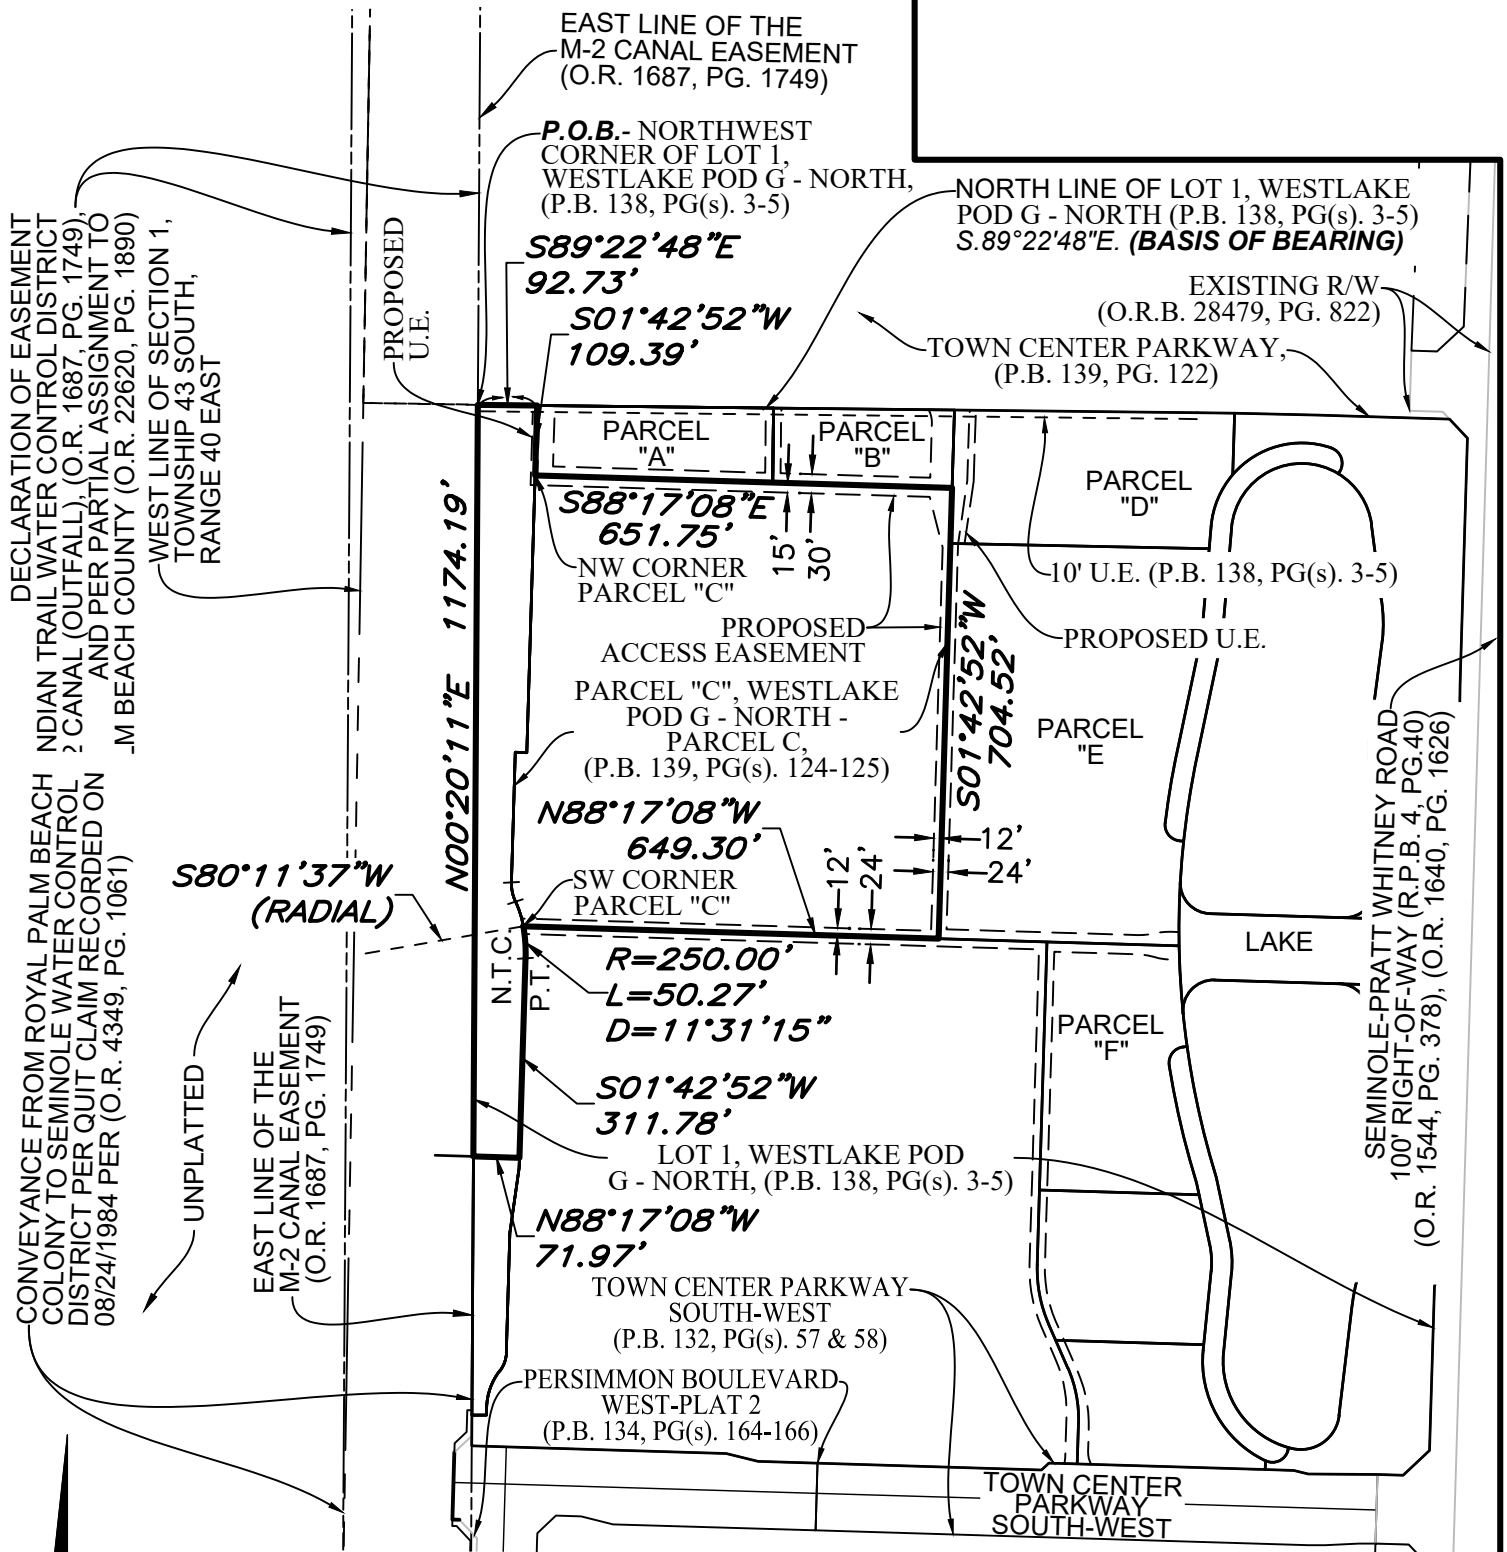 EAST LINE OF THE
M-2 CANAL EASEMENT
(O.R. 1687, PG. 1749)
P.O.B.- NORTHWEST
CORNER OF LOT 1,
WESTLAKE POD G - NORTH,
(P.B. 138, PG(s). 3-5)
NORTH LINE OF LOT 1, WESTLAKE
POD G - NORTH (P.B. 138, PG(s). 3-5)
S.89°22'48"E. (BASIS OF BEARING)
DECLARATION OF EASEMENT
NDIAN TRAIL WATER CONTROL DISTRICT
2 CANAL (OUTFALL), (O.R. 1687, PG. 1749),
AND PER PARTIAL ASSIGNMENT TO
LM BEACH COUNTY (O.R. 22620, PG. 1890)
WEST LINE OF SECTION 1,
TOWNSHIP 43 SOUTH,
RANGE 40 EAST
PROPOSED
U.E.
S89°22'48"E
92.73'
S01°42'52"W
109.39'
EXISTING R/W
(O.R.B. 28479, PG. 822)
TOWN CENTER PARKWAY,
(P.B. 139, PG. 122)
PARCEL
"A"
PARCEL
"B"
PARCEL
"D"
S88°17'08"E
651.75'
15'
30'
NW CORNER
PARCEL "C"
10' U.E. (P.B. 138, PG(s). 3-5)
N00°20'11"E 1174.19'
PROPOSED
ACCESS EASEMENT
PROPOSED U.E.
S01°42'52"W
704.52'
PARCEL "C", WESTLAKE
POD G - NORTH -
PARCEL C,
(P.B. 139, PG(s). 124-125)
PARCEL
"E
N88°17'08"W
649.30'
12'
24'
12'
24'
SW CORNER
PARCEL "C"
S80°11'37"W
(RADIAL)
CONVEYANCE FROM ROYAL PALM BEACH
COLONY TO SEMINOLE WATER CONTROL
DISTRICT PER QUIT CLAIM RECORDED ON
08/24/1984 PER (O.R. 4349, PG. 1061)
UNPLATTED
EAST LINE OF THE
M-2 CANAL EASEMENT
(O.R. 1687, PG. 1749)
N.T.C.
P.T.
R=250.00'
L=50.27'
D=11°31'15"
LAKE
PARCEL
"F"
SEMINOLE-PRATT WHITNEY ROAD
100' RIGHT-OF-WAY (R.P.B. 4, PG.40)
(O.R. 1544, PG. 378), (O.R. 1640, PG. 1626)
S01°42'52"W
311.78'
LOT 1, WESTLAKE POD
G - NORTH, (P.B. 138, PG(s). 3-5)
N88°17'08"W
71.97'
TOWN CENTER PARKWAY
SOUTH-WEST
(P.B. 132, PG(s). 57 & 58)
PERSIMMON BOULEVARD
WEST-PLAT 2
(P.B. 134, PG(s). 164-166)
TOWN CENTER
PARKWAY
SOUTH-WEST